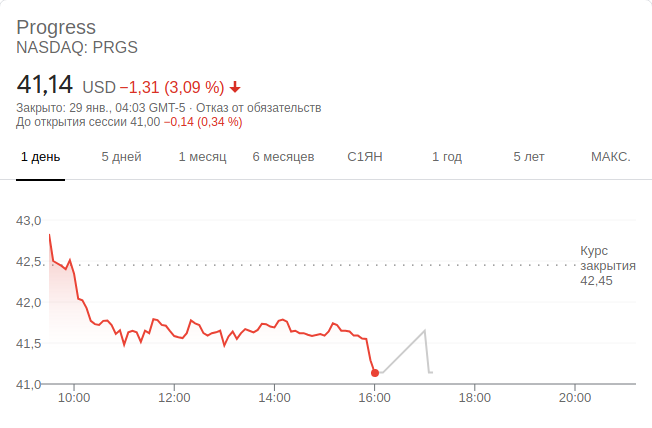 Progress
NASDAQ: PRGS
41,14 USD −1,31 (3,09 %)
Закрыто: 29 янв., 04:03 GMT-5 · Отказ от обязательств
До открытия сессии 41,00 −0,14 (0,34 %)
1 день 5 дней 1 месяц 6 месяцев С1ЯН 1 год 5 лет МАКС.
43,0
42,5
42,0
41,5
41,0
Курс
закрытия
42,45
10:00 12:00 14:00 16:00 18:00 20:00